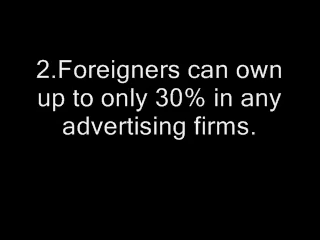 2.Foreigners can own
up to only 30% in any
advertising firms.